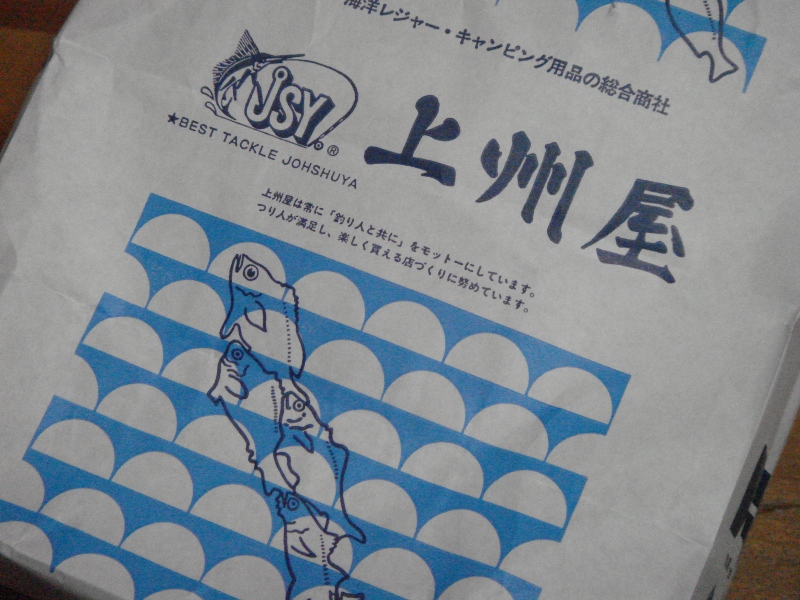 海洋レジャー・キャンピング用品の総合商社
JSY.®
★BEST TACKLE JOHSHUYA
上州屋
上州屋は常に「釣り人と共に」をモットーにしています。
つり人が満足し、楽しく買える店づくりに努めています。